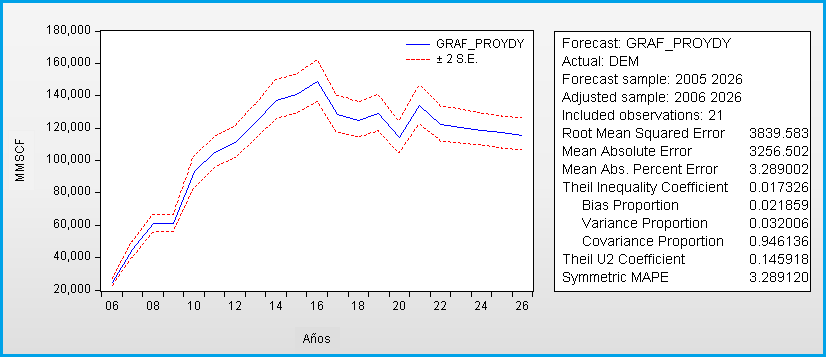 180,000
160,000
140,000
120,000
100,000
80,000
60,000
40,000
20,000
MMSCF
06 08 10 12 14 16 18 20 22 24 26
Años
GRAF_PROYDY
± 2 S.E.
Forecast: GRAF_PROYDY
Actual: DEM
Forecast sample: 2005 2026
Adjusted sample: 2006 2026
Included observations: 21
Root Mean Squared Error 3839.583
Mean Absolute Error 3256.502
Mean Abs. Percent Error 3.289002
Theil Inequality Coefficient 0.017326
Bias Proportion 0.021859
Variance Proportion 0.032006
Covariance Proportion 0.946136
Theil U2 Coefficient 0.145918
Symmetric MAPE 3.289120